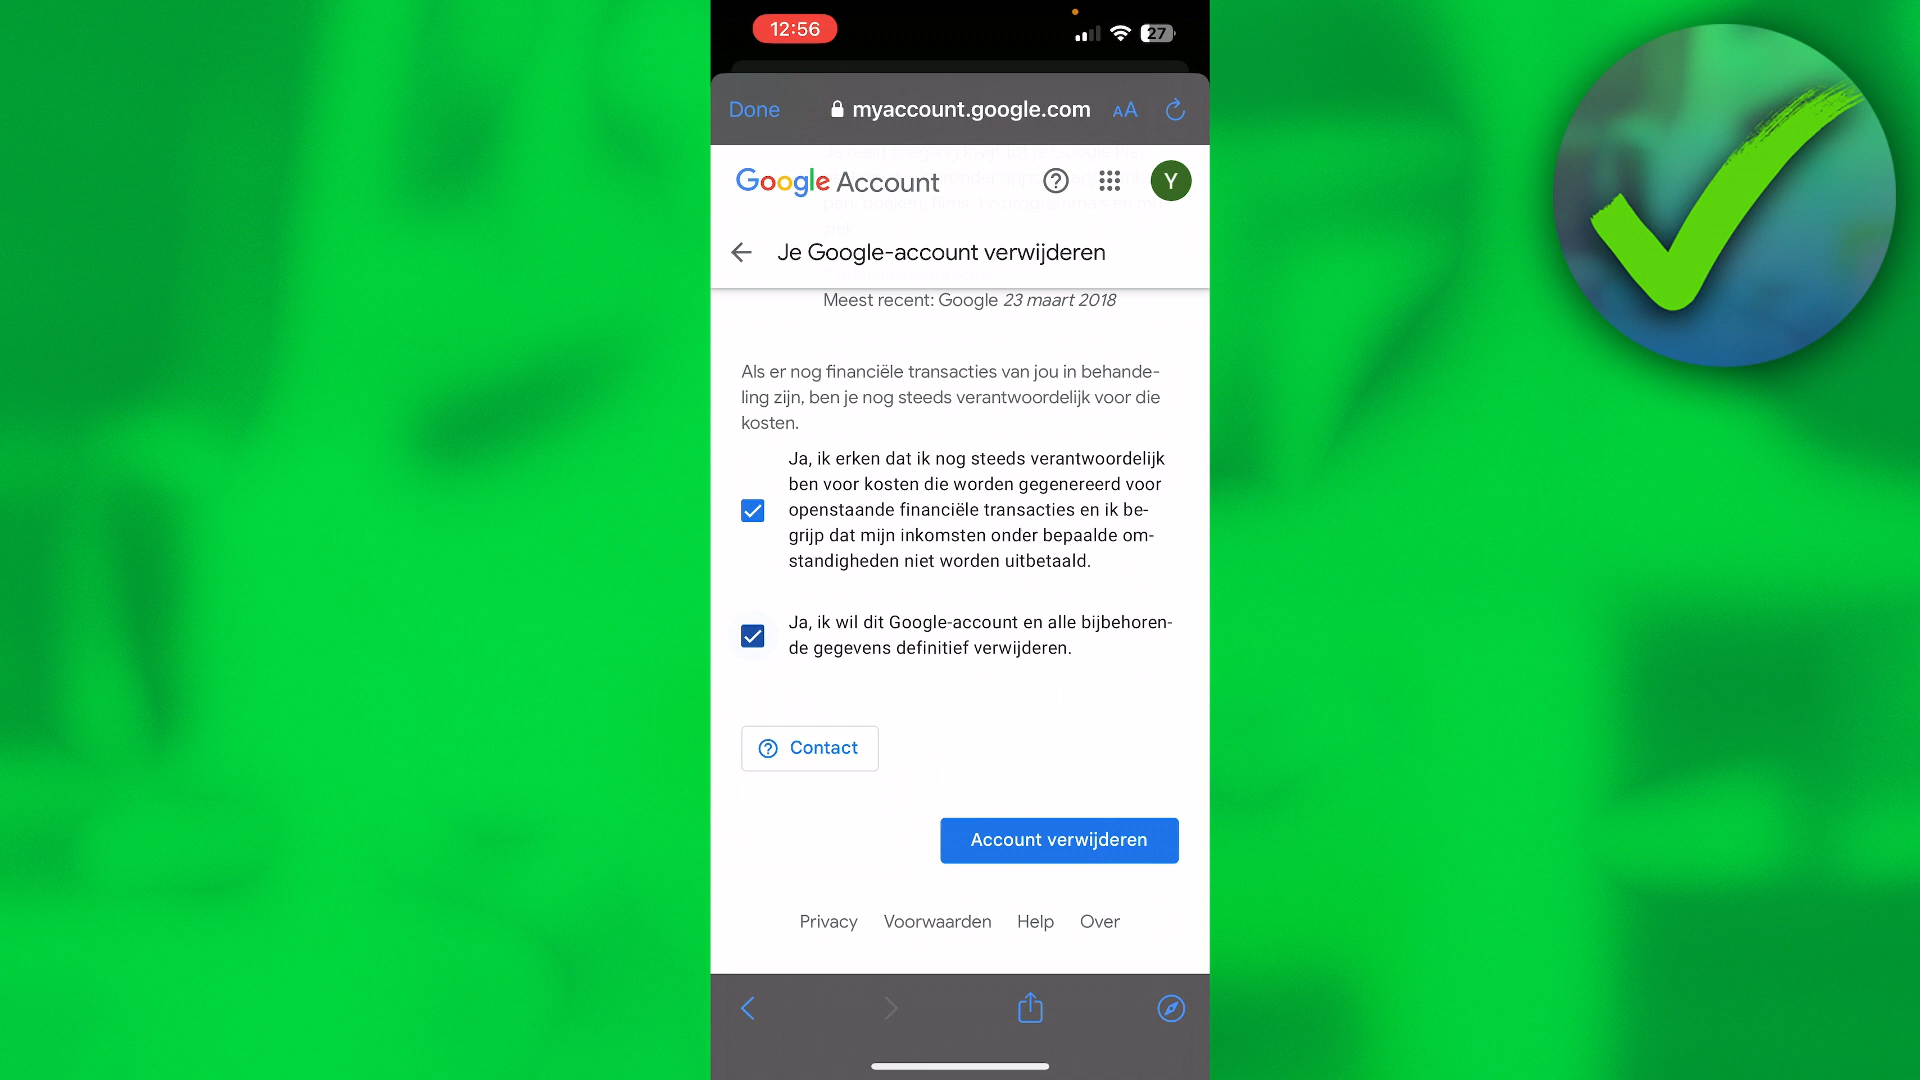 12:56
27
Done
myaccount.google.com
AA
Google Account
Y
Je Google-account verwijderen
Meest recent: Google 23 maart 2018
Als er nog financiële transacties van jou in behande-
ling zijn, ben je nog steeds verantwoordelijk voor die
kosten.
Ja, ik erken dat ik nog steeds verantwoordelijk
ben voor kosten die worden gegenereerd voor
openstaande financiële transacties en ik be-
grijp dat mijn inkomsten onder bepaalde om-
standigheden niet worden uitbetaald.
Ja, ik wil dit Google-account en alle bijbehoren-
de gegevens definitief verwijderen.
Contact
Account verwijderen
Privacy Voorwaarden Help Over